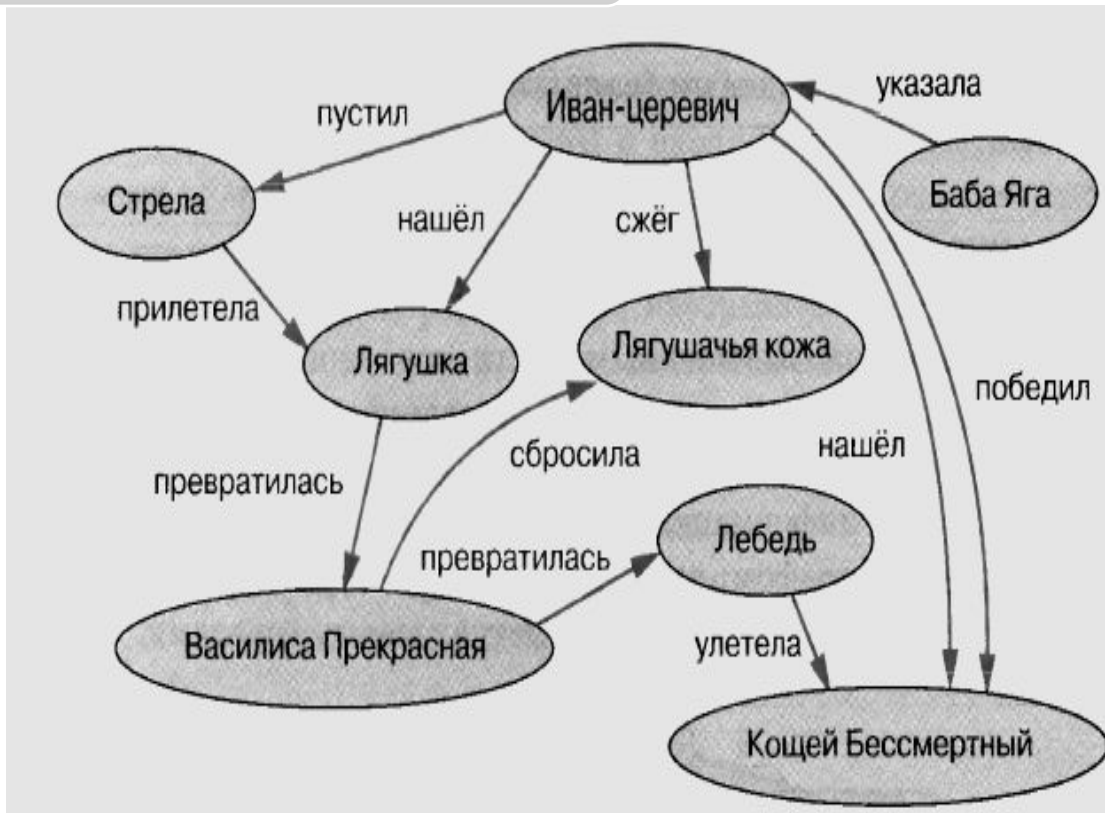 указала
Иван-церевич
пустил
Баба Яга
Стрела
нашёл
сжёг
прилетела
Лягушачья кожа
Лягушка
победил
нашёл
сбросила
превратилась
Лебедь
превратилась
Василиса Прекрасная
улетела
Кощей Бессмертный